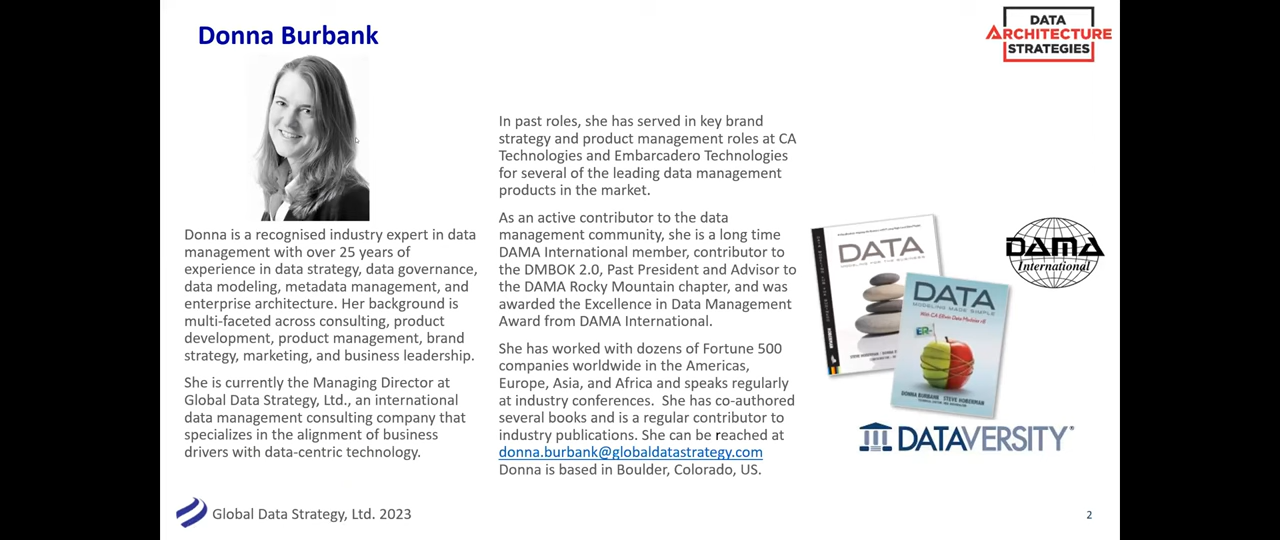 Donna Burbank
DATA
ARCHITECTURE
STRATEGIES
Donna is a recognised industry expert in data
management with over 25 years of
experience in data strategy, data governance,
data modeling, metadata management, and
enterprise architecture. Her background is
multi-faceted across consulting, product
development, product management, brand
strategy, marketing, and business leadership.
She is currently the Managing Director at
Global Data Strategy, Ltd., an international
data management consulting company that
specializes in the alignment of business
drivers with data-centric technology.
In past roles, she has served in key brand
strategy and product management roles at CA
Technologies and Embarcadero Technologies
for several of the leading data management
products in the market.
As an active contributor to the data
management community, she is a long time
DAMA International member, contributor to
the DMBOK 2.0, Past President and Advisor to
the DAMA Rocky Mountain chapter, and was
awarded the Excellence in Data Management
Award from DAMA International.
She has worked with dozens of Fortune 500
companies worldwide in the Americas,
Europe, Asia, and Africa and speaks regularly
at industry conferences. She has co-authored
several books and is a regular contributor to
industry publications. She can be reached at
donna.burbank@globaldatastrategy.com
Donna is based in Boulder, Colorado, US.
DATA
MODELING FOR THE BUSINESS
DATA
MODELING MADE SIMPLE
With CA ERwin Data Modeler r8
DONNA BURBANK STEVE HOBERMAN
DAMA
International
DATAVERSITY
Global Data Strategy, Ltd. 2023
2